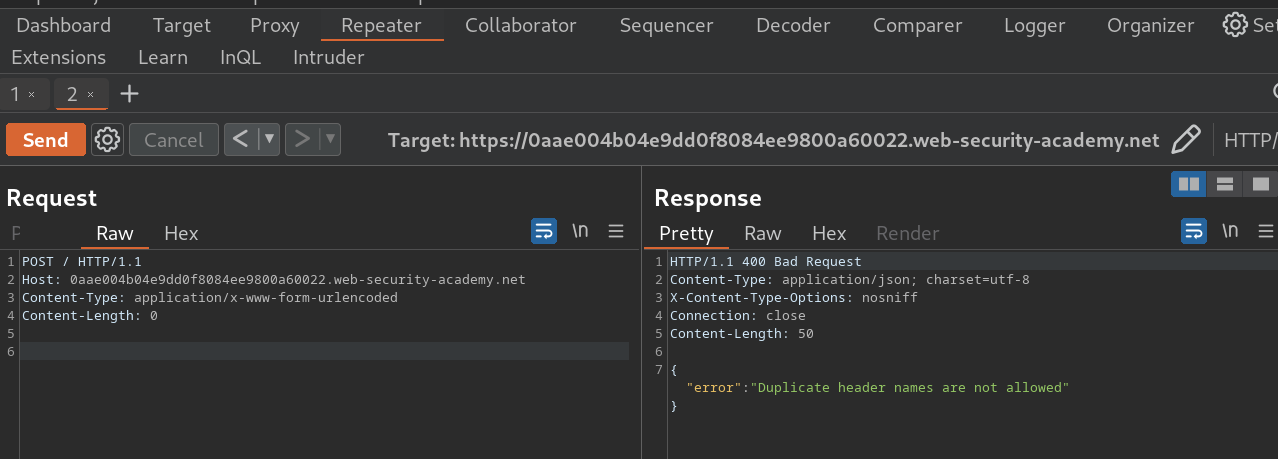 Dashboard Target Proxy Repeater Collaborator Sequencer Decoder Comparer Logger Organizer Set
Extensions Learn InQL Intruder
1 × 2 × +
Send Cancel < ▼ > ▼ Target: https://0aae004b04e9dd0f8084ee9800a60022.web-security-academy.net HTTP/
Request
Raw Hex \n
1 POST / HTTP/1.1
2 Host: 0aae004b04e9dd0f8084ee9800a60022.web-security-academy.net
3 Content-Type: application/x-www-form-urlencoded
4 Content-Length: 0
5
6
Response
Pretty Raw Hex Render \n
1 HTTP/1.1 400 Bad Request
2 Content-Type: application/json; charset=utf-8
3 X-Content-Type-Options: nosniff
4 Connection: close
5 Content-Length: 50
6
7 {
"error":"Duplicate header names are not allowed"
}